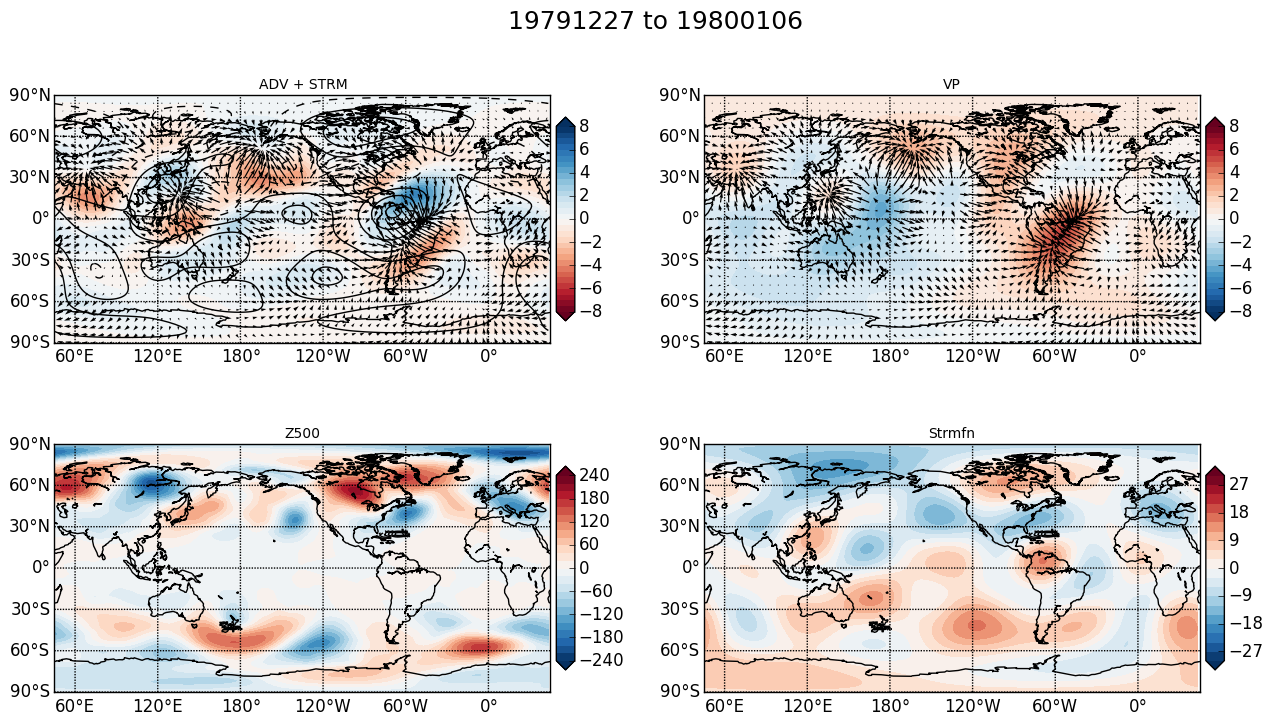 19791227 to 19800106
ADV + STRM
90°N
60°N
30°N
0°
30°S
60°S
90°S
60°E 120°E 180° 120°W 60°W 0°
8
6
4
2
0
−2
−4
−6
−8
VP
90°N
60°N
30°N
0°
30°S
60°S
90°S
60°E 120°E 180° 120°W 60°W 0°
8
6
4
2
0
−2
−4
−6
−8
Z500
90°N
60°N
30°N
0°
30°S
60°S
90°S
60°E 120°E 180° 120°W 60°W 0°
240
180
120
60
0
−60
−120
−180
−240
Strmfn
90°N
60°N
30°N
0°
30°S
60°S
90°S
60°E 120°E 180° 120°W 60°W 0°
27
18
9
0
−9
−18
−27